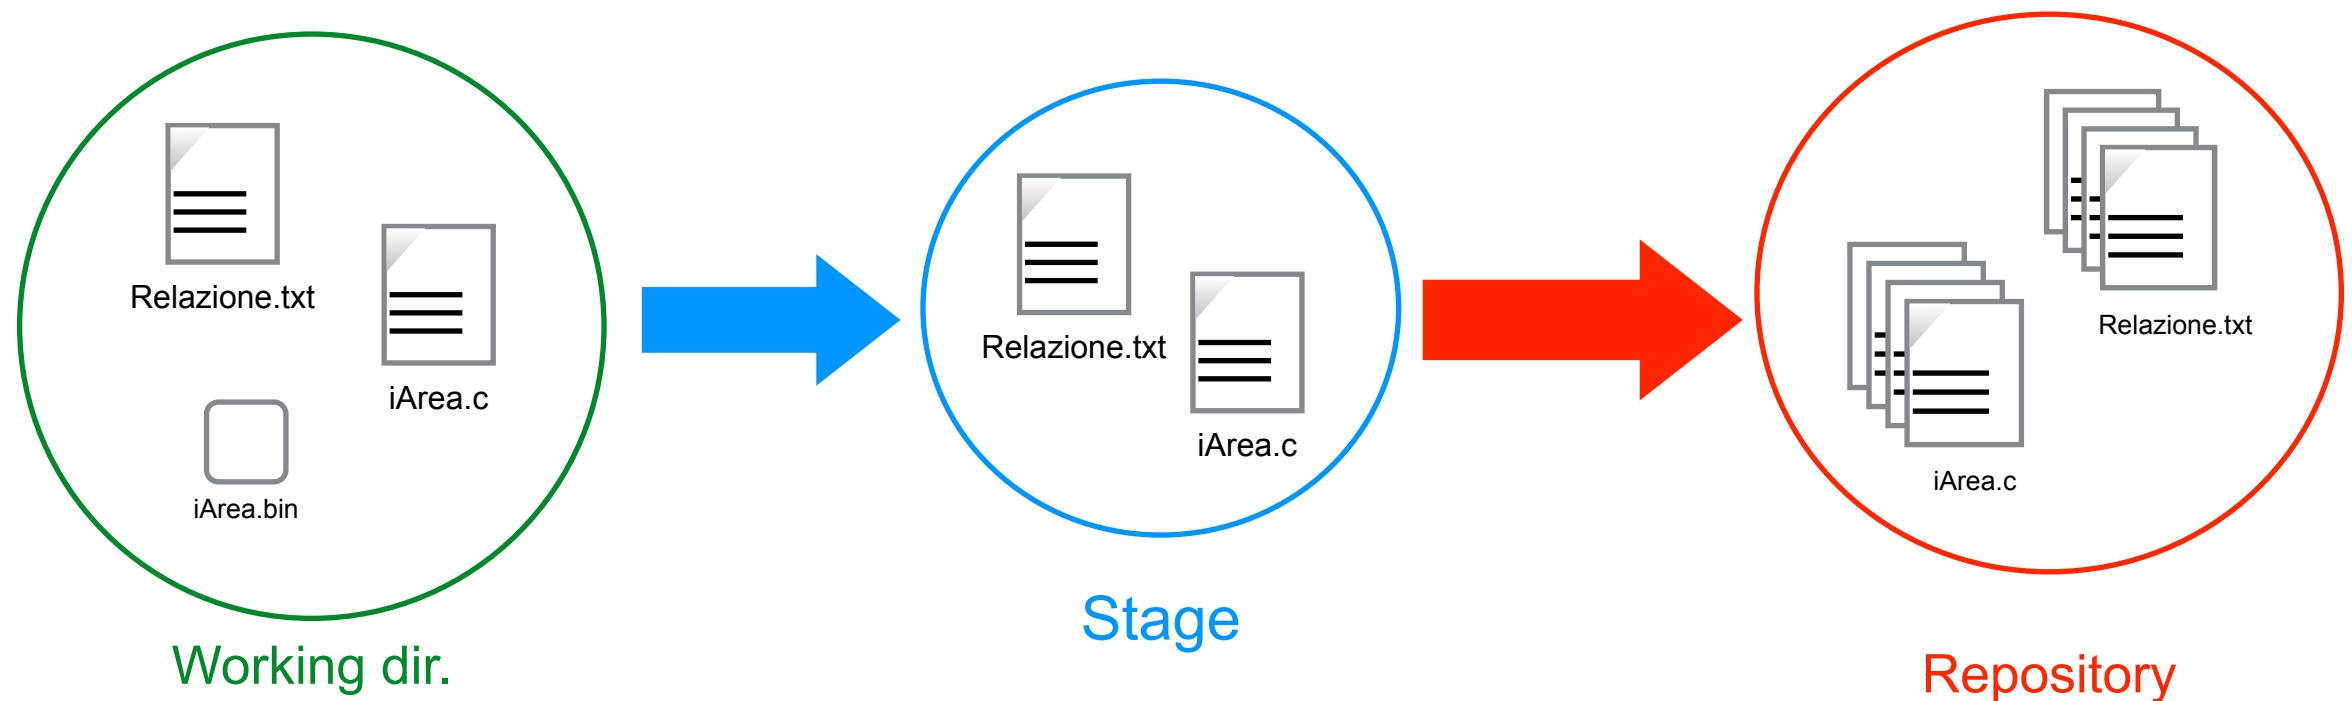 Relazione.txt
iArea.c
iArea.bin
Working dir.
Relazione.txt
iArea.c
Stage
Relazione.txt
iArea.c
Repository